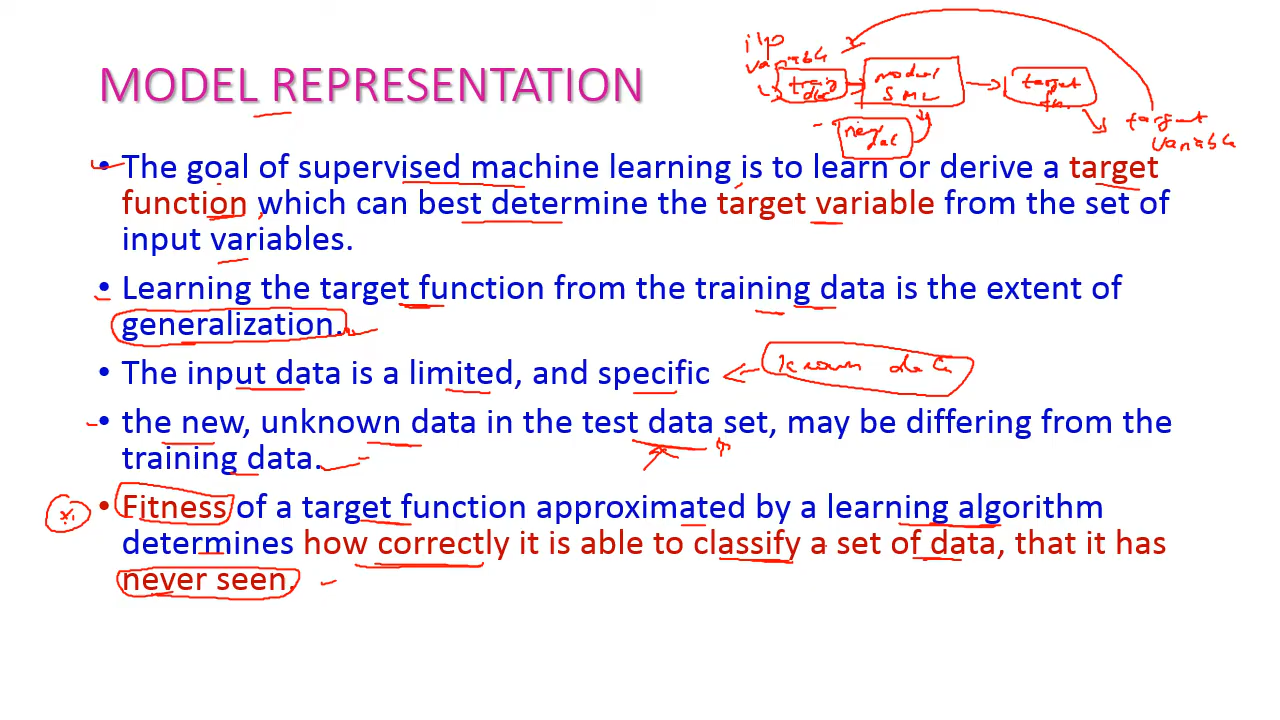 i/p
variable
train
data
model
SML
target
fn.
target
variable
new
data
MODEL REPRESENTATION
• The goal of supervised machine learning is to learn or derive a target
function which can best determine the target variable from the set of
input variables.
• Learning the target function from the training data is the extent of
generalization.
• The input data is a limited, and specific
known data
• the new, unknown data in the test data set, may be differing from the
training data.
• Fitness of a target function approximated by a learning algorithm
determines how correctly it is able to classify a set of data, that it has
never seen.